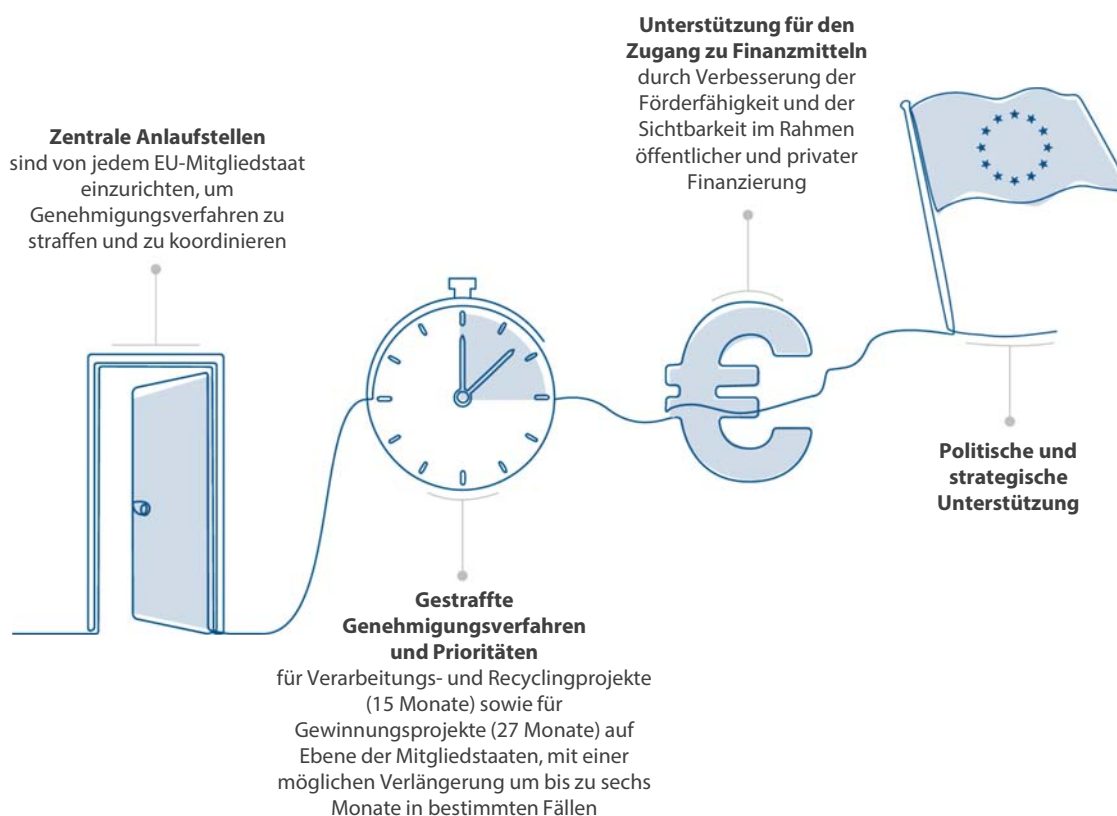 Zentrale Anlaufstellen
sind von jedem EU-Mitgliedstaat
einzurichten, um
Genehmigungsverfahren zu
straffen und zu koordinieren
Gestraffte
Genehmigungsverfahren
und Prioritäten
für Verarbeitungs- und Recyclingprojekte
(15 Monate) sowie für
Gewinnungsprojekte (27 Monate) auf
Ebene der Mitgliedstaaten, mit einer
möglichen Verlängerung um bis zu sechs
Monate in bestimmten Fällen
Unterstützung für den
Zugang zu Finanzmitteln
durch Verbesserung der
Förderfähigkeit und der
Sichtbarkeit im Rahmen
öffentlicher und privater
Finanzierung
€
Politische und
strategische
Unterstützung